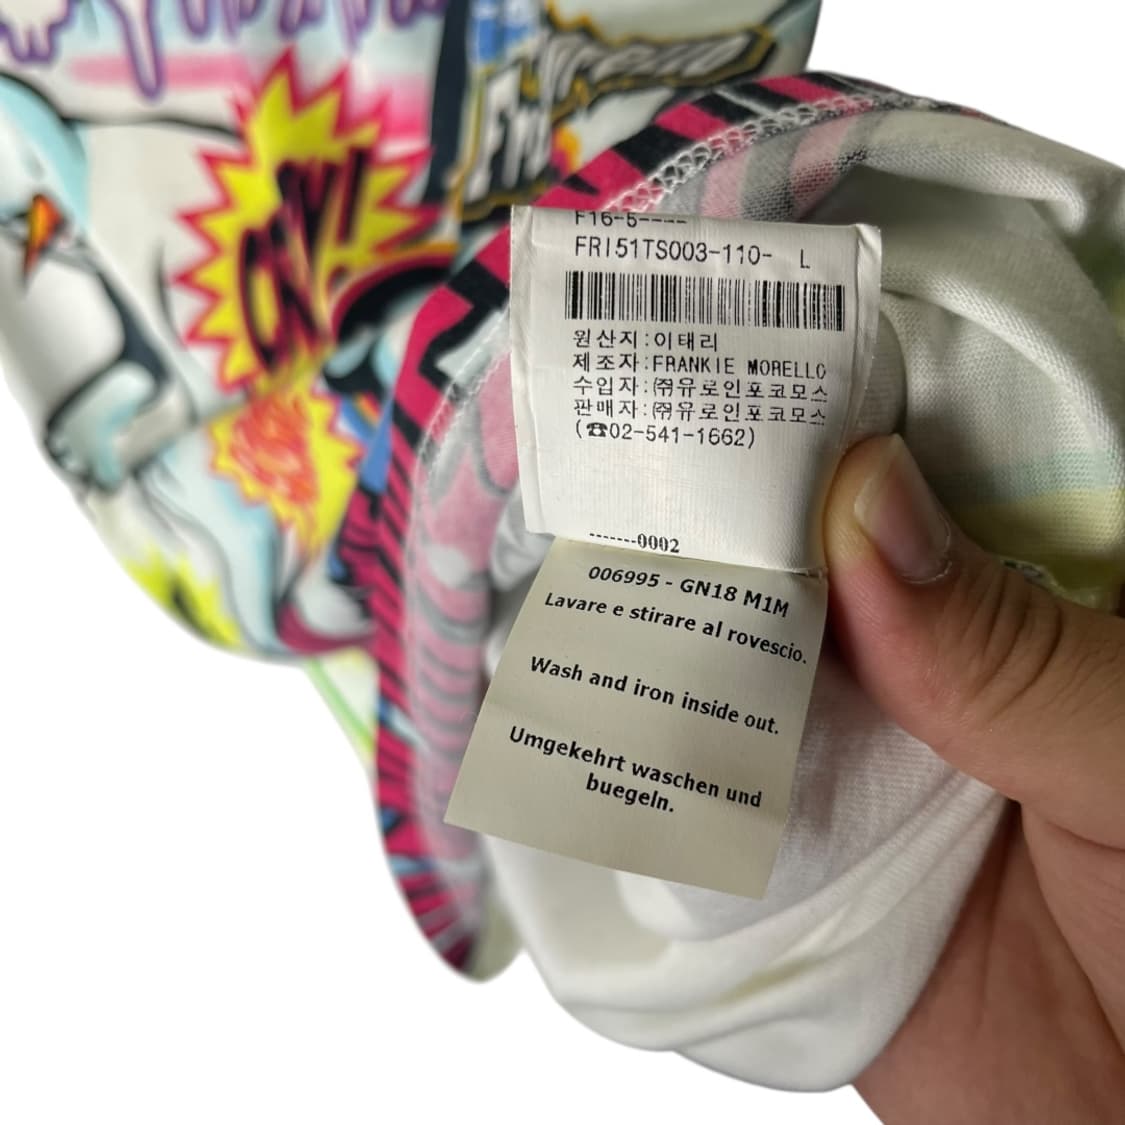 F16-5----
FRI51TS003-110- L
원산지:이태리
제조자:FRANKIE MORELLO
수입자:㈜유로인포코모스
판매자:㈜유로인포코모스
(☎02-541-1662)
-------0002
006995 - GN18 M1M
Lavare e stirare al rovescio.
Wash and iron inside out.
Umgekehrt waschen und
buegeln.